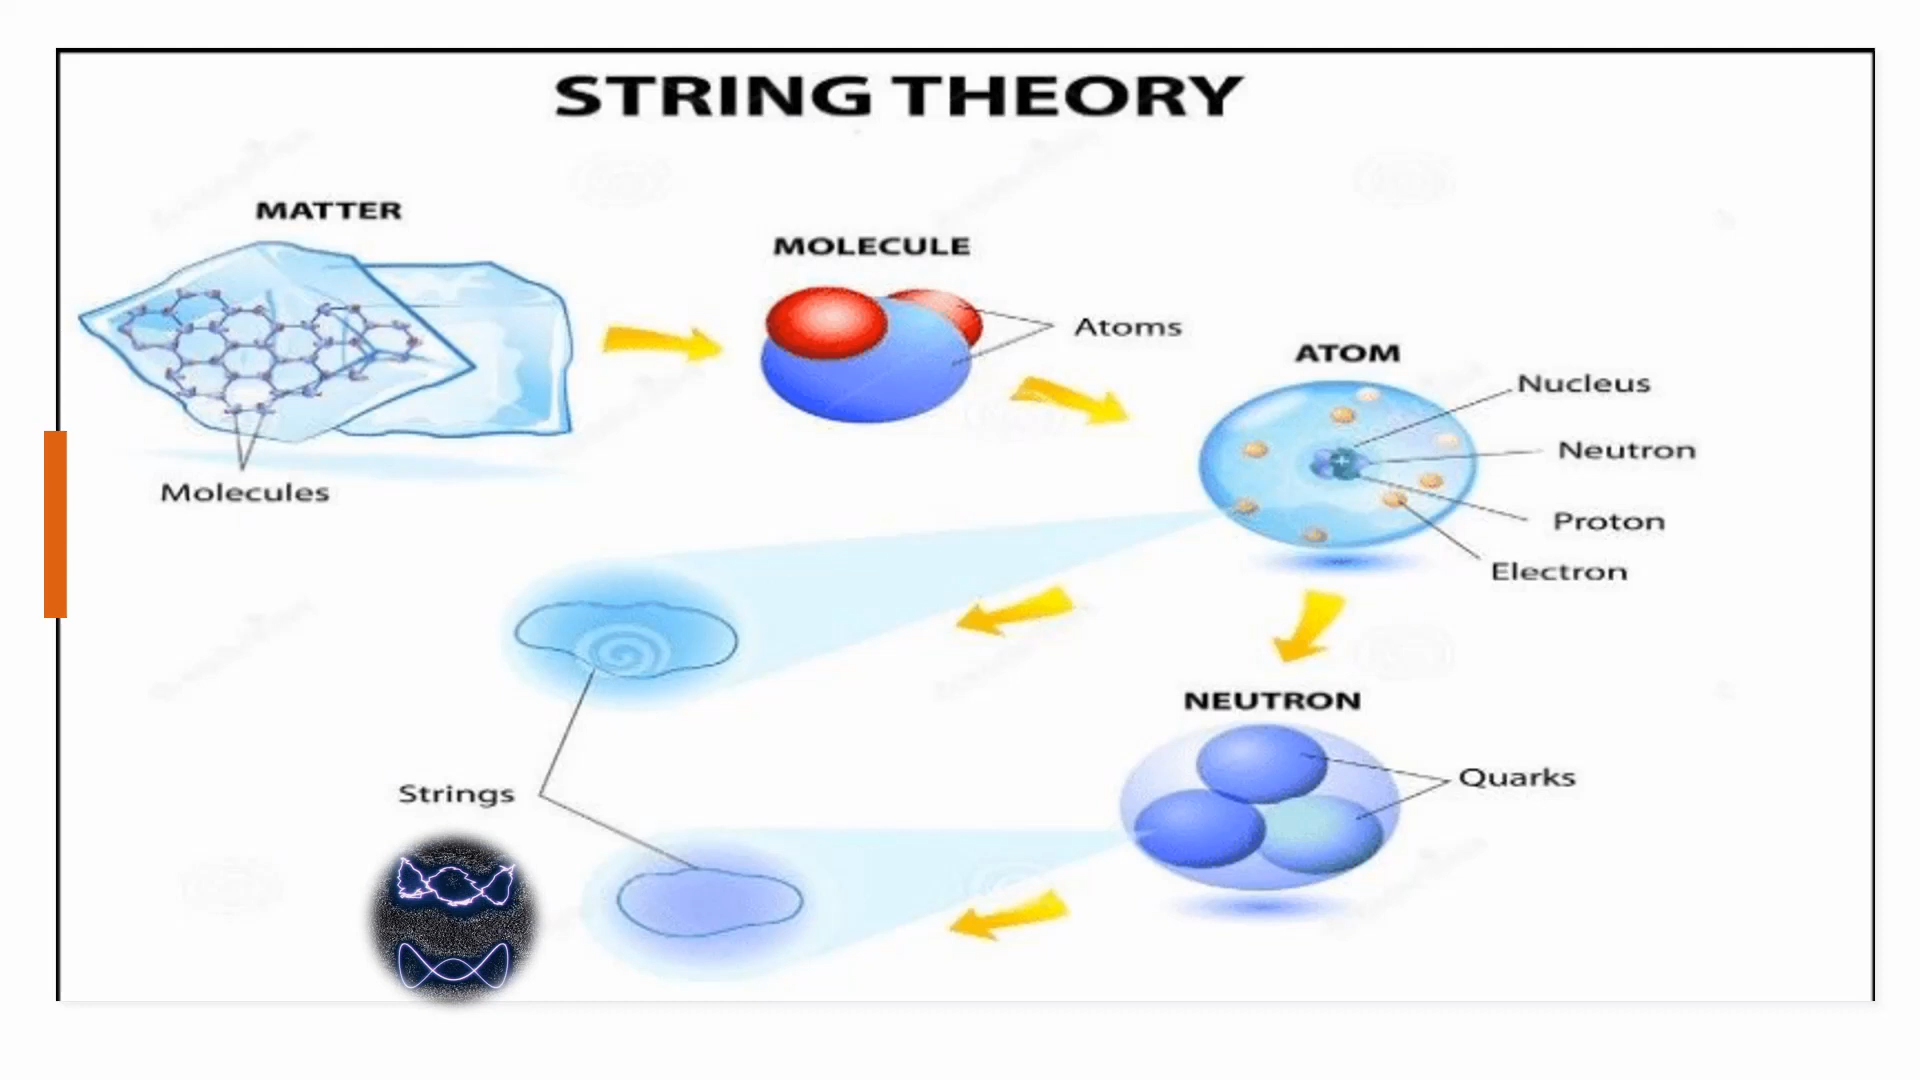 STRING THEORY
MATTER
MOLECULE
Atoms
ATOM
Nucleus
Neutron
Proton
Electron
Molecules
NEUTRON
Quarks
Strings